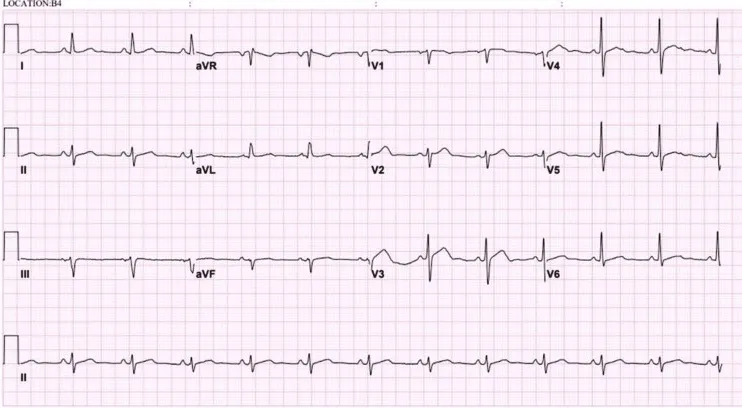 LOCATION:B4
I aVR V1 V4
II aVL V2 V5
III aVF V3 V6
II